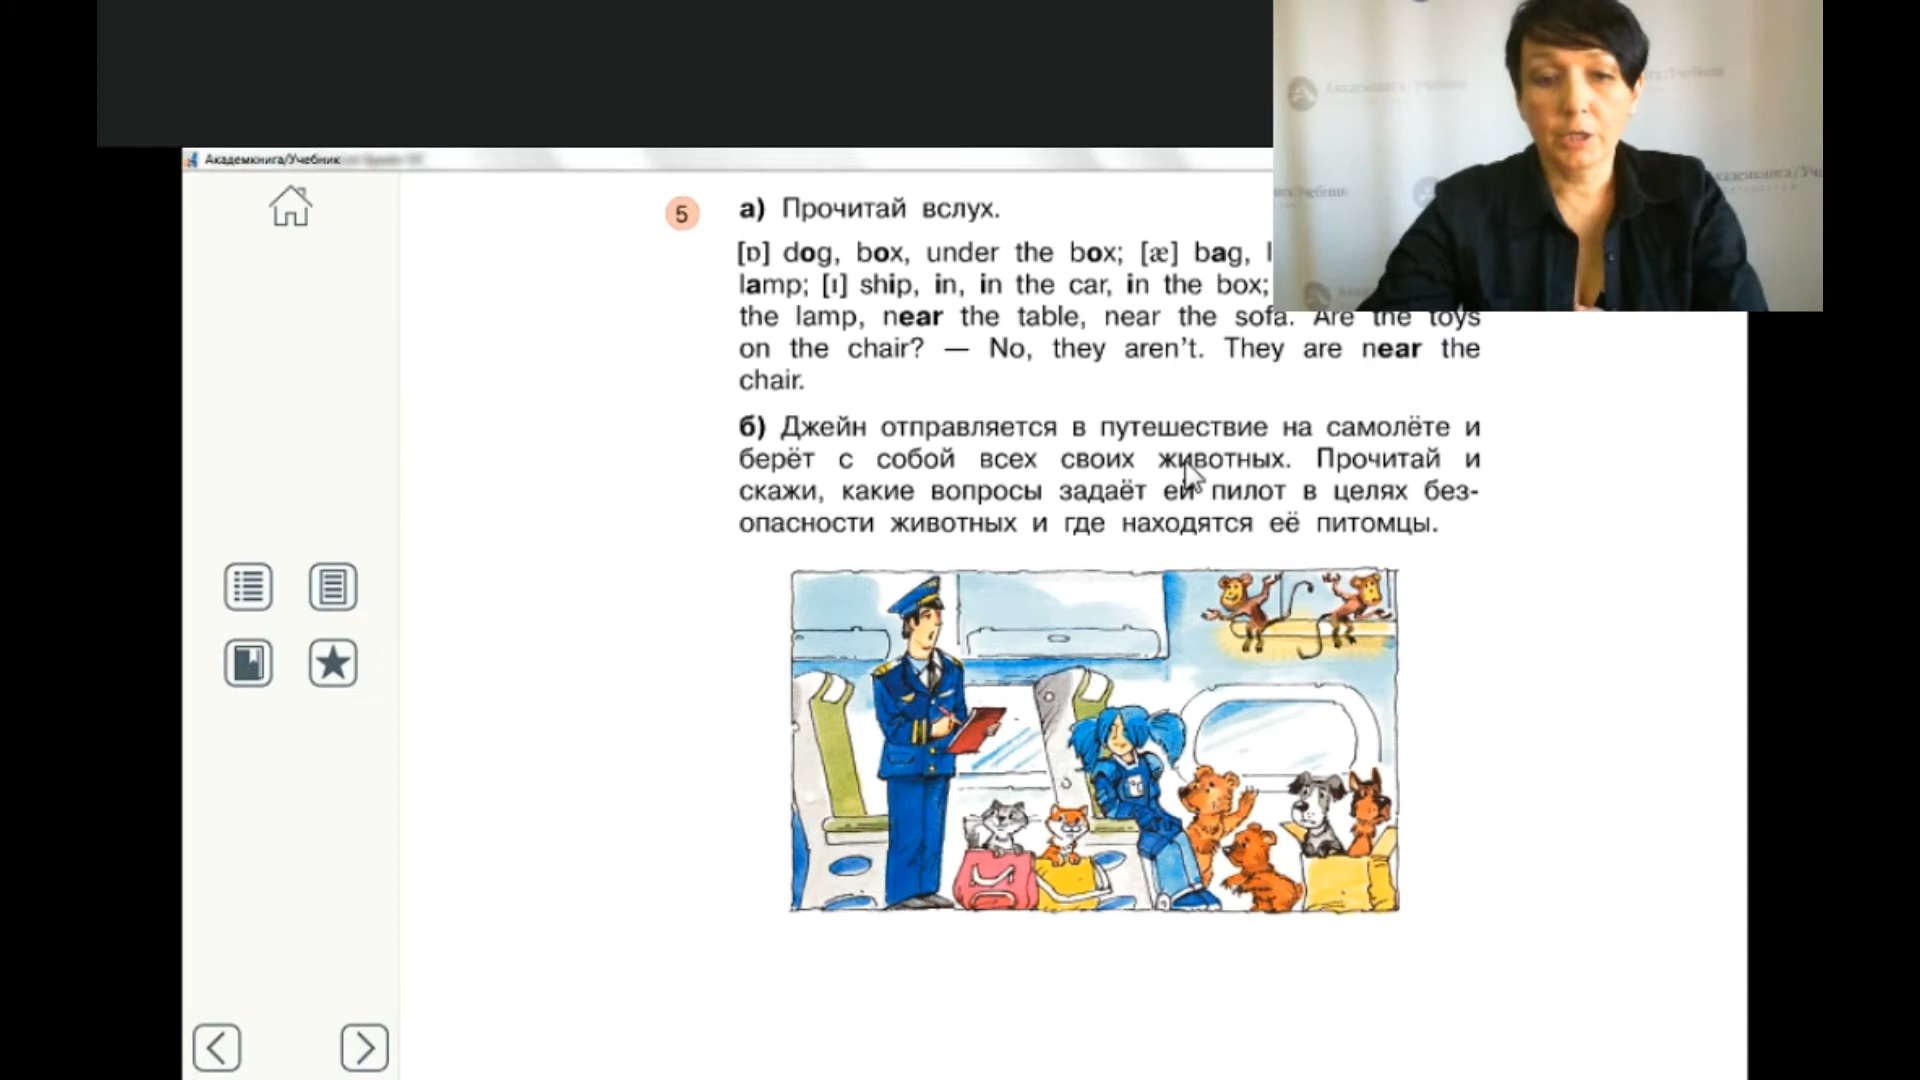 Академкнига/Учебник
5
а) Прочитай вслух.
[ɒ] dog, box, under the box; [æ] bag,
lamp; [ɪ] ship, in, in the car, in the box;
the lamp, near the table, near the sofa. Are the toys
on the chair? — No, they aren't. They are near the
chair.
б) Джейн отправляется в путешествие на самолёте и
берёт с собой всех своих животных. Прочитай и
скажи, какие вопросы задаёт ей пилот в целях без-
опасности животных и где находятся её питомцы.
Академкнига/Учебник